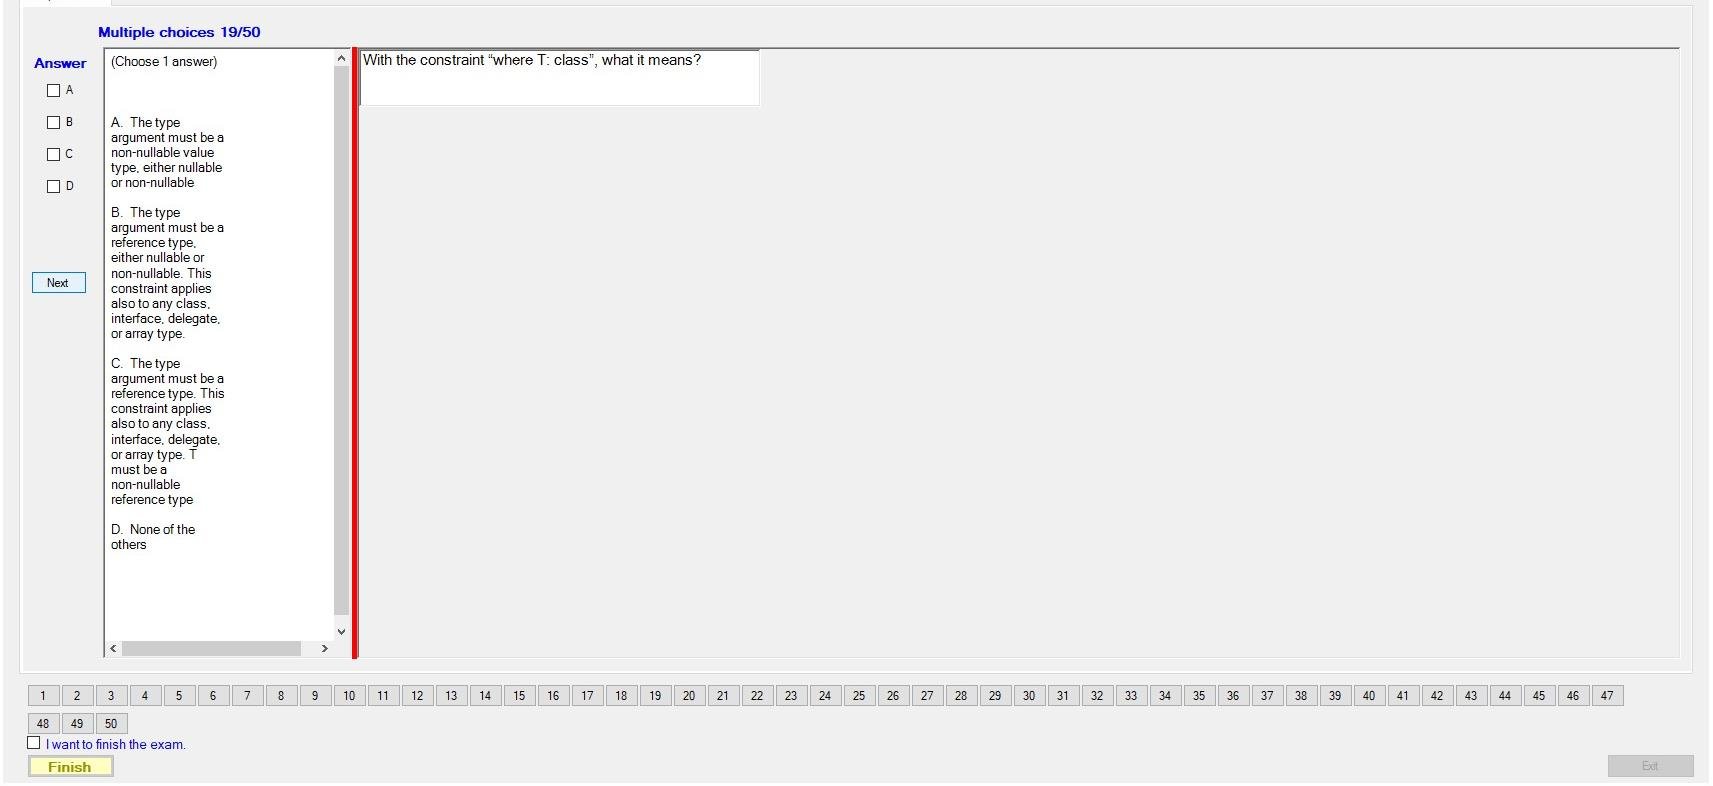 Multiple choices 19/50
Answer
A
B
C
D
Next
(Choose 1 answer)
A. The type
argument must be a
non-nullable value
type, either nullable
or non-nullable
B. The type
argument must be a
reference type,
either nullable or
non-nullable. This
constraint applies
also to any class,
interface, delegate,
or array type.
C. The type
argument must be a
reference type. This
constraint applies
also to any class,
interface, delegate,
or array type. T
must be a
non-nullable
reference type
D. None of the
others
With the constraint “where T: class”, what it means?
1 2 3 4 5 6 7 8 9 10 11 12 13 14 15 16 17 18 19 20 21 22 23 24 25 26 27 28 29 30 31 32 33 34 35 36 37 38 39 40 41 42 43 44 45 46 47
48 49 50
I want to finish the exam.
Finish
Exit